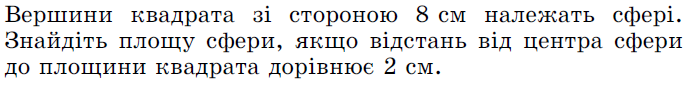 Вершини квадрата зі стороною 8 см належать сфері.
Знайдіть площу сфери, якщо відстань від центра сфери
до площини квадрата дорівнює 2 см.